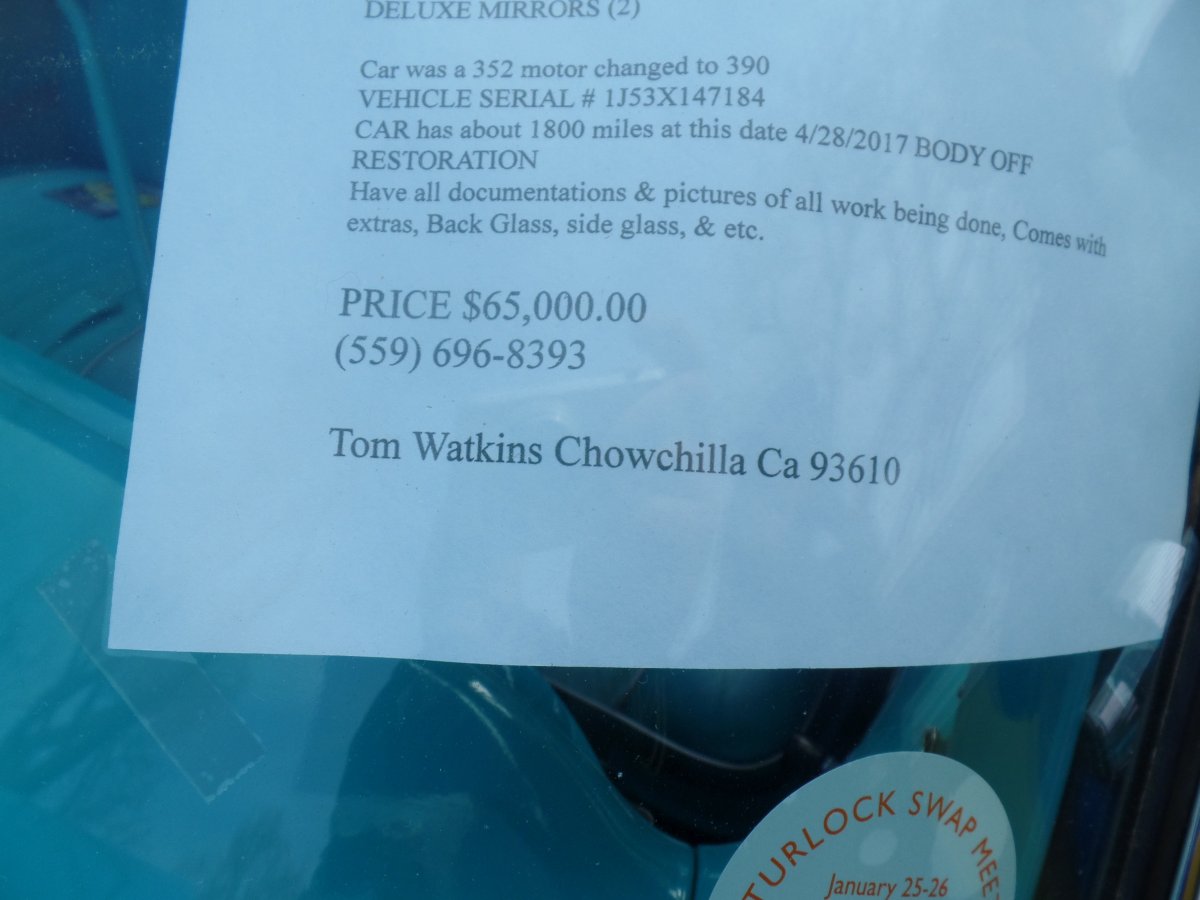 DELUXE MIRRORS (2)
Car was a 352 motor changed to 390
VEHICLE SERIAL # 1J53X147184
CAR has about 1800 miles at this date 4/28/2017 BODY OFF
RESTORATION
Have all documentations & pictures of all work being done, Comes with
extras, Back Glass, side glass, & etc.
PRICE $65,000.00
(559) 696-8393
Tom Watkins Chowchilla Ca 93610
TURLOCK SWAP MEET
January 25-26